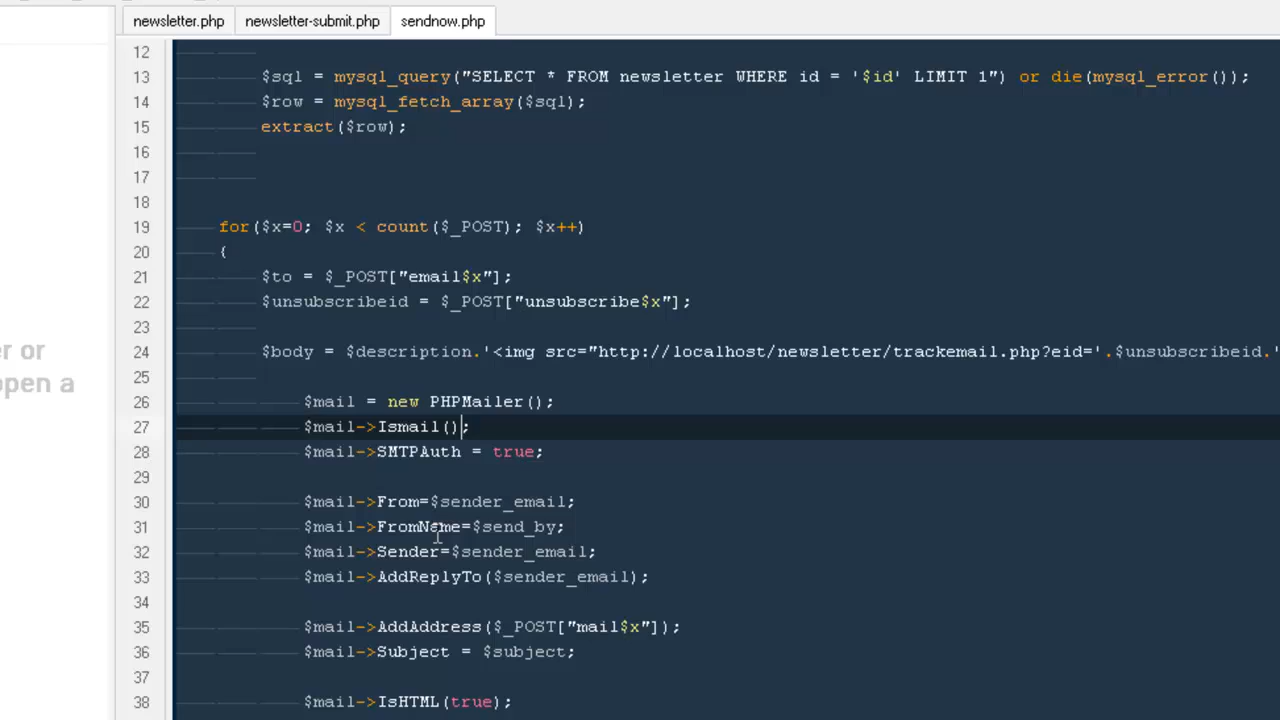 newsletter.php newsletter-submit.php sendnow.php
12
13 $sql = mysql_query("SELECT * FROM newsletter WHERE id = '$id' LIMIT 1") or die(mysql_error());
14 $row = mysql_fetch_array($sql);
15 extract($row);
16
17
18
19 for($x=0; $x < count($_POST); $x++)
20 {
21 $to = $_POST["email$x"];
22 $unsubscribeid = $_POST["unsubscribe$x"];
23
24 $body = $description.'<img src="http://localhost/newsletter/trackemail.php?eid='.$unsubscribeid.'
25
26 $mail = new PHPMailer();
27 $mail->Ismail();
28 $mail->SMTPAuth = true;
29
30 $mail->From=$sender_email;
31 $mail->FromName=$send_by;
32 $mail->Sender=$sender_email;
33 $mail->AddReplyTo($sender_email);
34
35 $mail->AddAddress($_POST["mail$x"]);
36 $mail->Subject = $subject;
37
38 $mail->IsHTML(true);
er or
open a